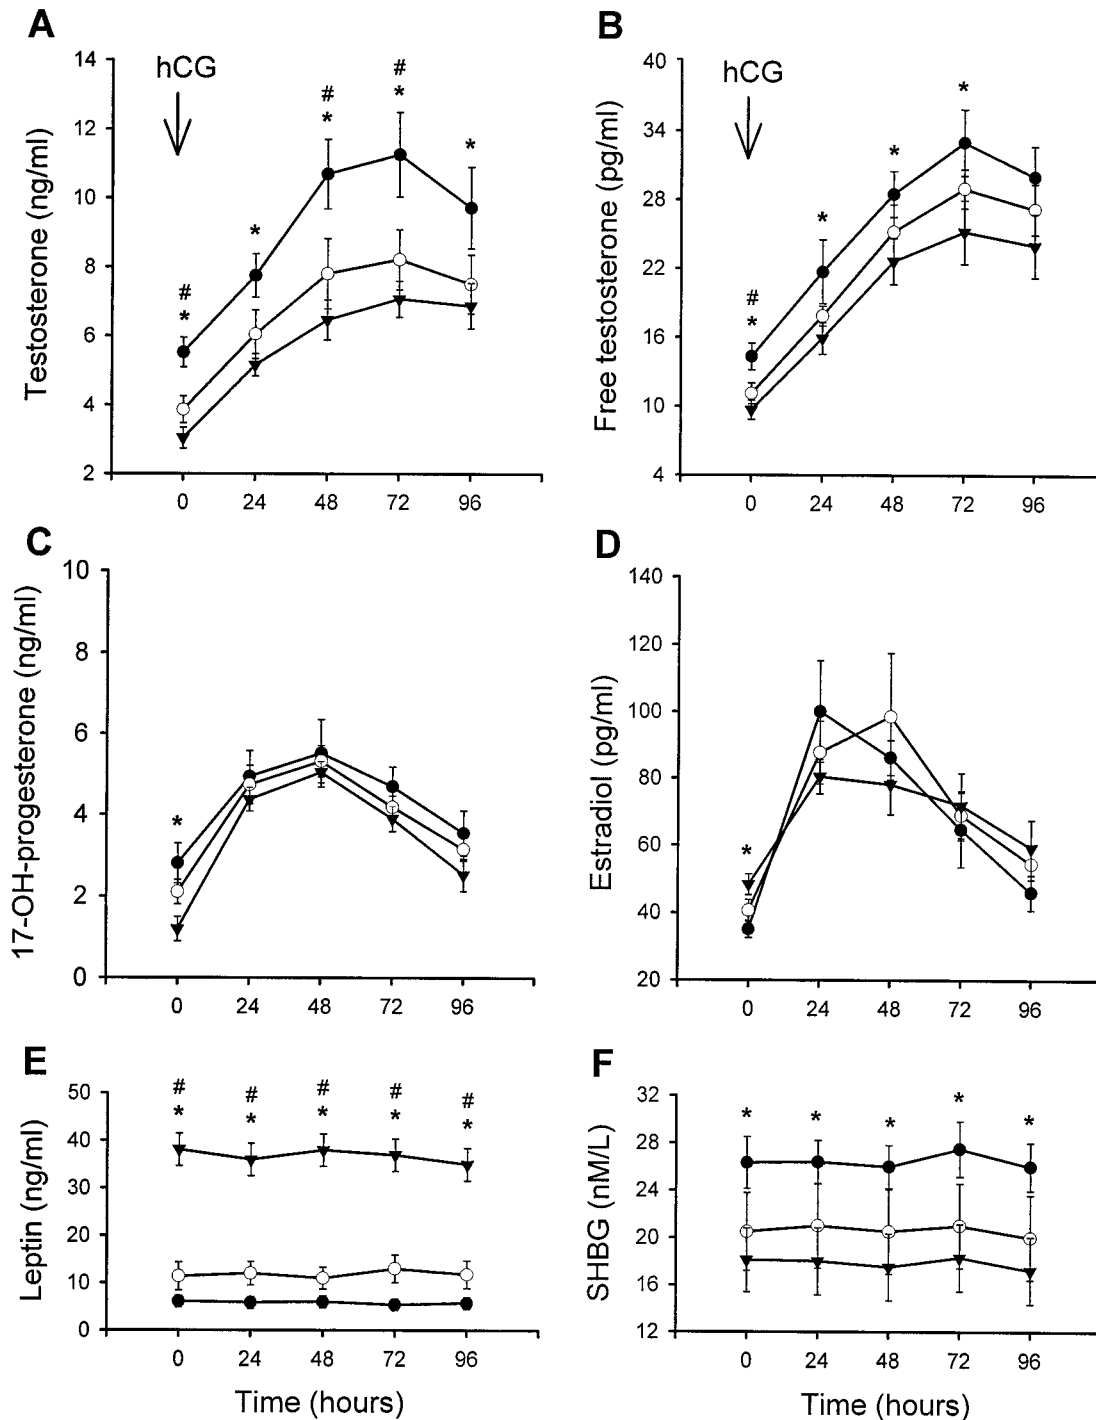 A
hCG
Testosterone (ng/ml)
14
12
10
8
6
4
2
# * * # * # * *
0 24 48 72 96
B
hCG
Free testosterone (pg/ml)
40
34
28
22
16
10
4
# * * * *
0 24 48 72 96
C
17-OH-progesterone (ng/ml)
10
8
6
4
2
0
*
0 24 48 72 96
D
Estradiol (pg/ml)
140
120
100
80
60
40
20
*
0 24 48 72 96
E
Leptin (ng/ml)
50
40
30
20
10
0
# # # # #
* * * * *
0 24 48 72 96
Time (hours)
F
SHBG (nM/L)
32
28
24
20
16
12
* * * * *
0 24 48 72 96
Time (hours)